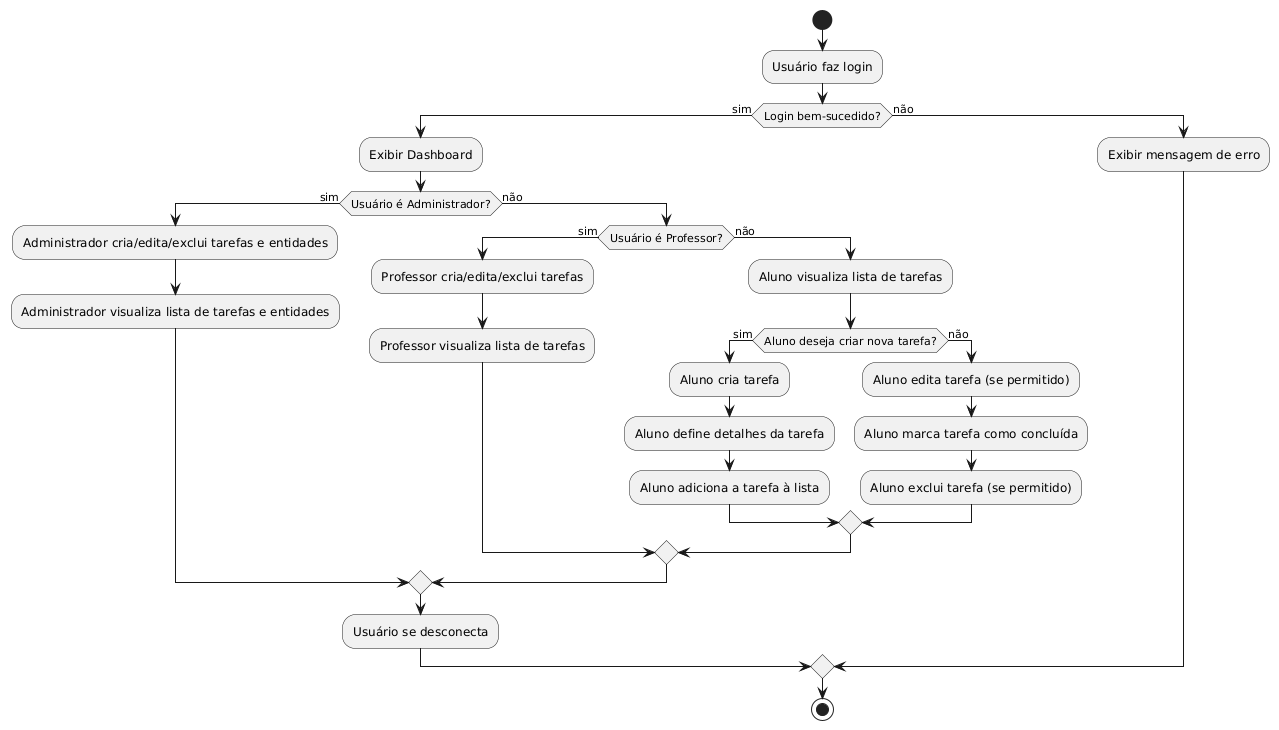 Usuário faz login
sim
Login bem-sucedido?
não
Exibir Dashboard
Exibir mensagem de erro
sim
Usuário é Administrador?
não
Administrador cria/edita/exclui tarefas e entidades
sim
Usuário é Professor?
não
Administrador visualiza lista de tarefas e entidades
Professor cria/edita/exclui tarefas
Aluno visualiza lista de tarefas
Professor visualiza lista de tarefas
sim
Aluno deseja criar nova tarefa?
não
Aluno cria tarefa
Aluno edita tarefa (se permitido)
Aluno define detalhes da tarefa
Aluno marca tarefa como concluída
Aluno adiciona a tarefa à lista
Aluno exclui tarefa (se permitido)
Usuário se desconecta